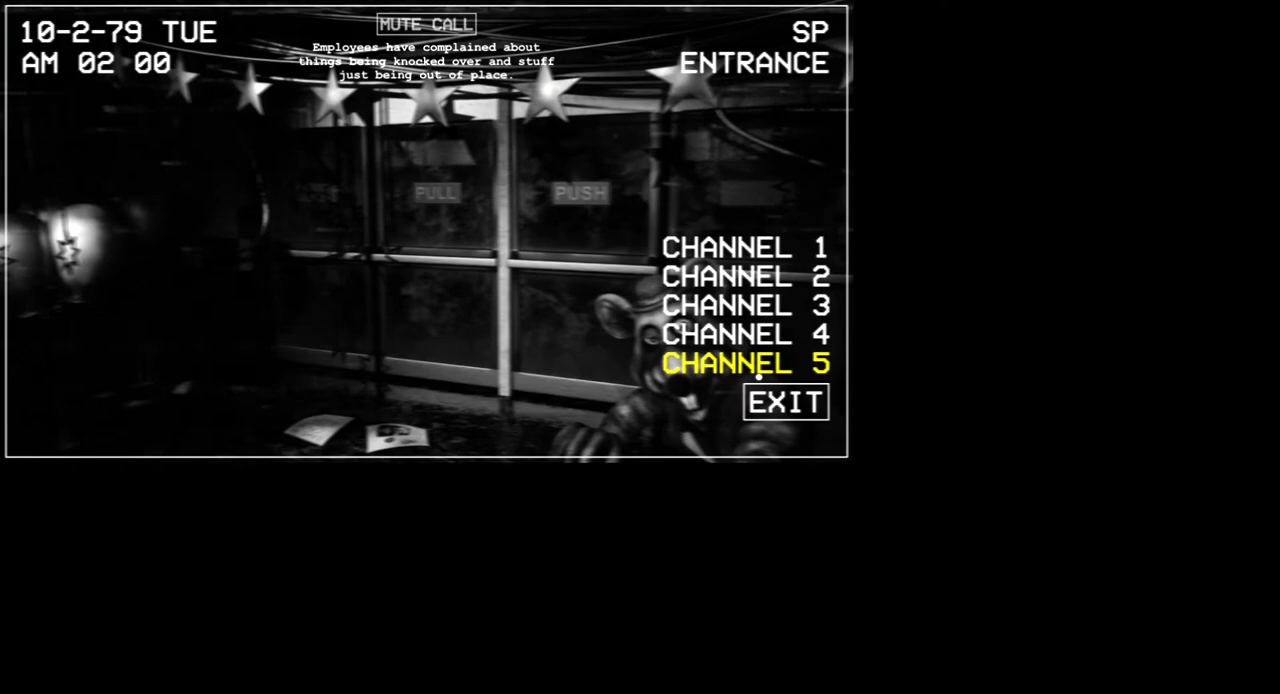 10-2-79 TUE
AM 02 00
MUTE CALL
Employees have complained about
things being knocked over and stuff
just being out of place.
SP
ENTRANCE
PULL
PUSH
CHANNEL 1
CHANNEL 2
CHANNEL 3
CHANNEL 4
CHANNEL 5
EXIT